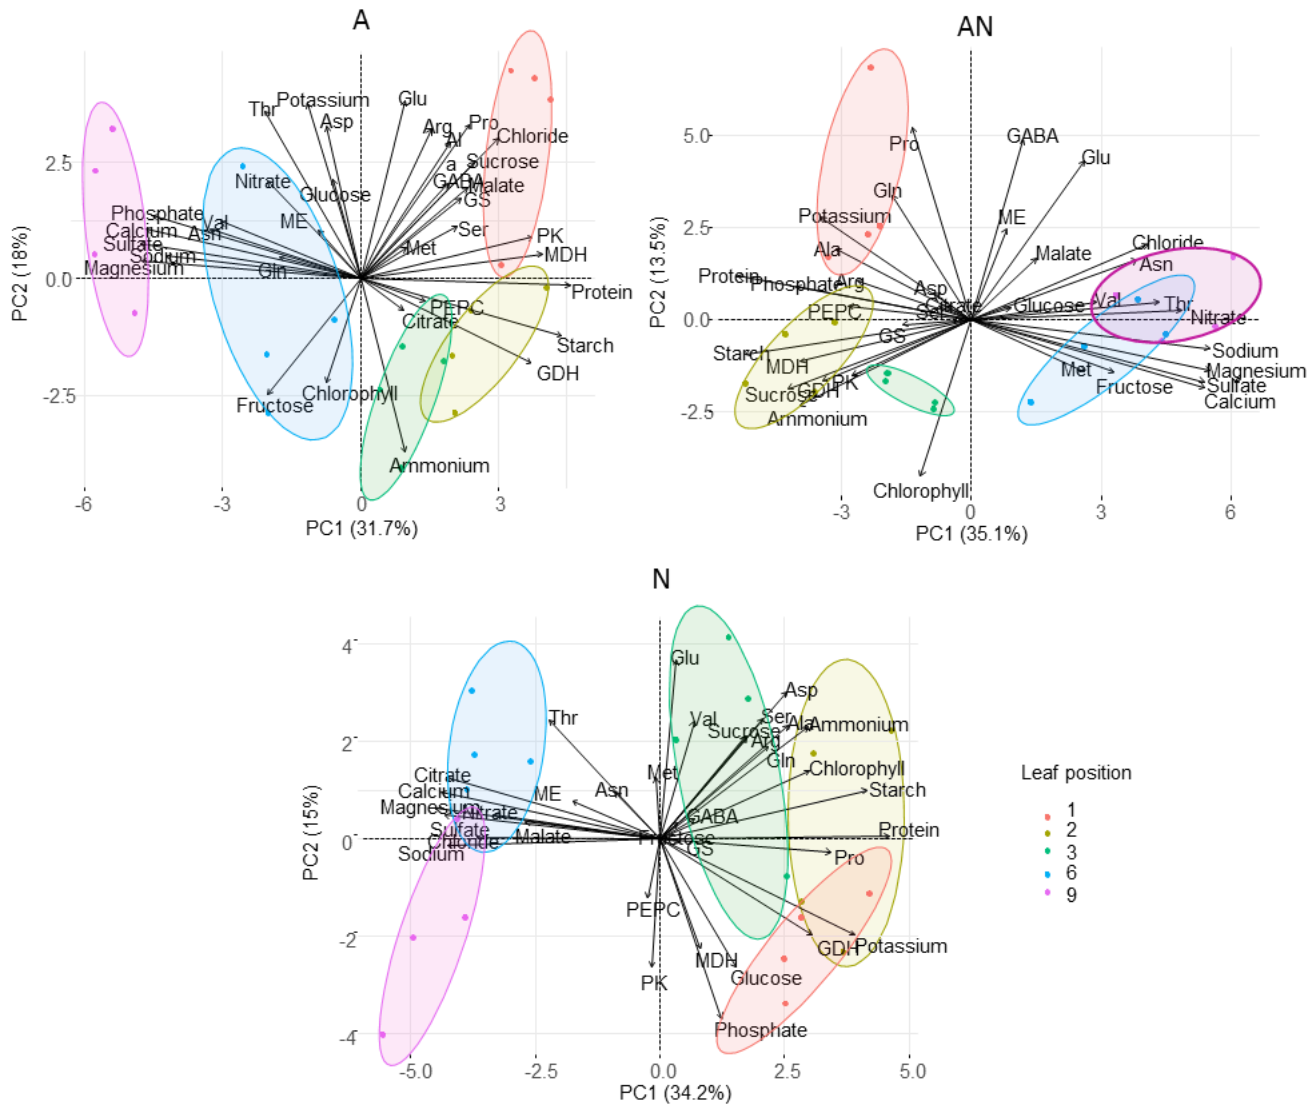 A
AN
PC2 (18%)
2.5
0.0
-2.5
-6
-3
0
3
PC1 (31.7%)
Thr
Potassium
Asp
Glu
Arg
Pro
Al
a
Chloride
Sucrose
GABA
Malate
GS
Nitrate
Glucose
ME
Ser
Met
PK
MDH
Phosphate
Val
Calcium
Asn
Sulfate
Sodium
Magnesium
Gln
Protein
PEPC
Citrate
Starch
GDH
Chlorophyll
Fructose
Ammonium
PC2 (13.5%)
5.0
2.5
0.0
-2.5
-3
0
3
6
PC1 (35.1%)
Pro
GABA
Glu
Gln
Potassium
ME
Ala
Malate
Chloride
Asn
Protein
Phosphate
Arg
Asp
Citrate
Glucose
Val
Thr
PEPC
Ser
Nitrate
GS
Starch
MDH
Sodium
Met
Magnesium
Fructose
Sulfate
Calcium
Sucrose
GDH
PK
Ammonium
Chlorophyll
N
PC2 (15%)
4
2
0
-2
-4
-5.0
-2.5
0.0
2.5
5.0
PC1 (34.2%)
Glu
Asp
Thr
Val
Ser
Ala
Ammonium
Sucrose
Arg
Gln
Met
Chlorophyll
Citrate
Calcium
ME
Asn
Starch
Magnesium
Nitrate
GABA
Sulfate
Malate
Protein
Chloride
Sodium
GS
Pro
PEPC
GDH
Potassium
MDH
Glucose
PK
Phosphate
Leaf position
1
2
3
6
9